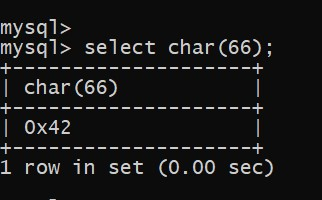 mysql>
mysql> select char(66);
+--------------------+
| char(66)           |
+--------------------+
| 0x42               |
+--------------------+
1 row in set (0.00 sec)